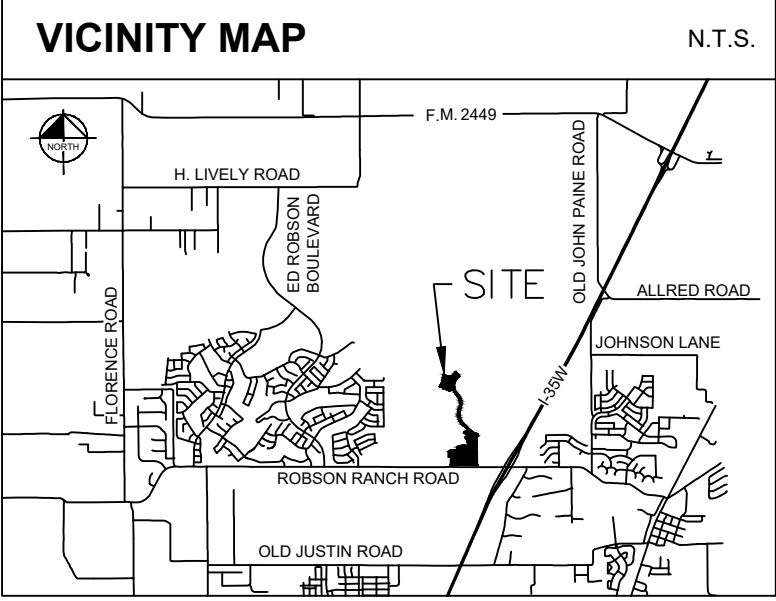 VICINITY MAP
N.T.S.
F.M. 2449
NORTH
H. LIVELY ROAD
OLD JOHN PAINE ROAD
ED ROBSON
BOULEVARD
SITE
ALLRED ROAD
FLORENCE ROAD
JOHNSON LANE
I-35W
ROBSON RANCH ROAD
OLD JUSTIN ROAD